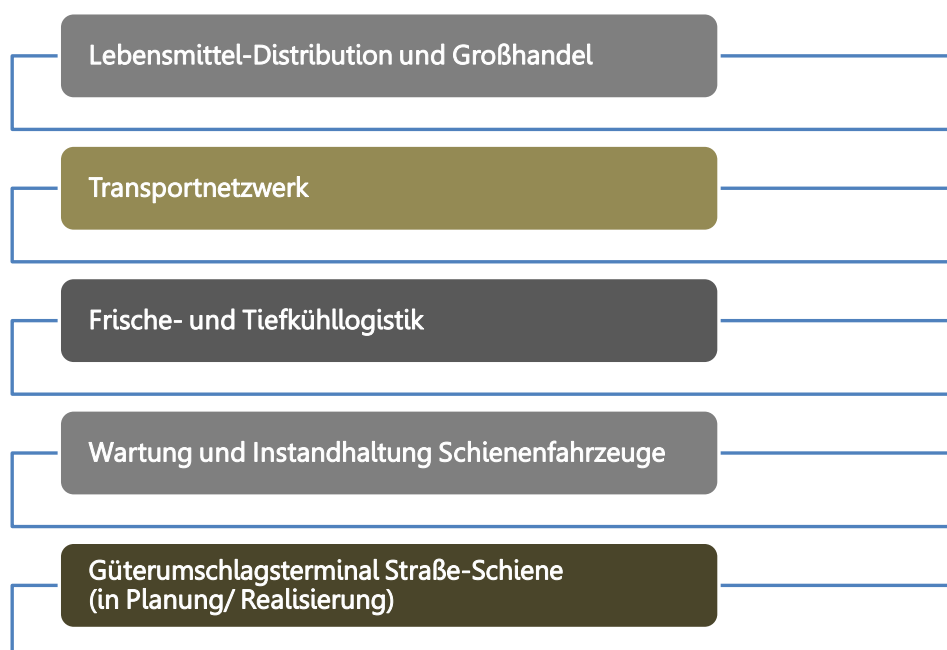 Lebensmittel-Distribution und Großhandel
Transportnetzwerk
Frische- und Tiefkühllogistik
Wartung und Instandhaltung Schienenfahrzeuge
Güterumschlagsterminal Straße-Schiene
(in Planung/ Realisierung)